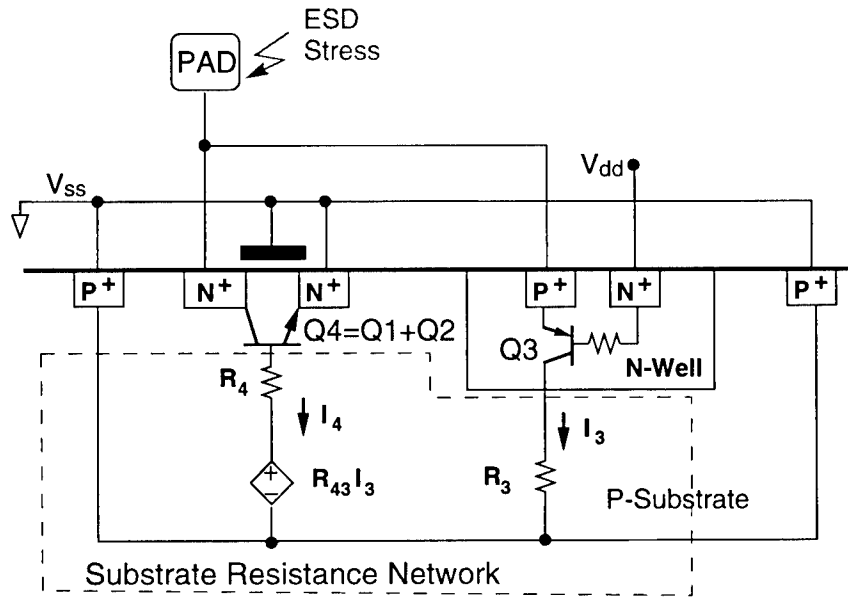 ESD
Stress
PAD
Vdd
Vss
P+
N+
N+
P+
N+
P+
Q4=Q1+Q2
Q3
N-Well
R4
I4
I3
R43I3
R3
P-Substrate
Substrate Resistance Network